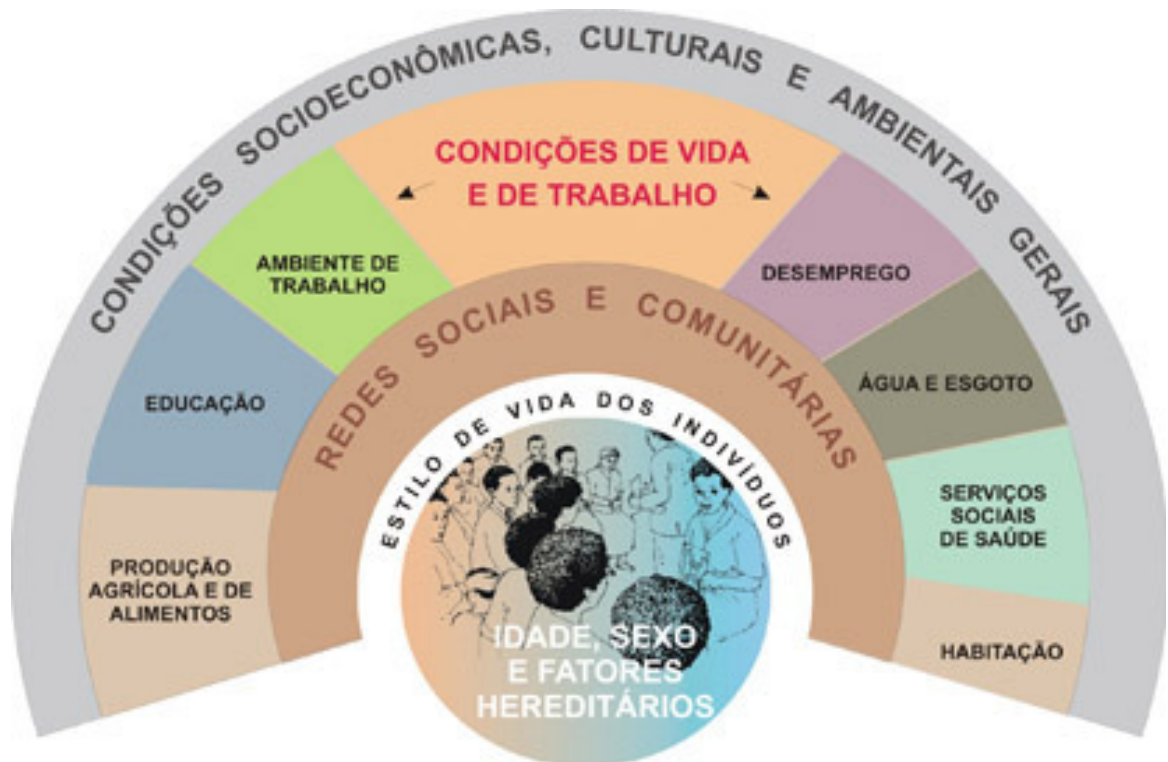 CONDIÇÕES SOCIOECONÔMICAS, CULTURAIS E AMBIENTAIS GERAIS
CONDIÇÕES DE VIDA
E DE TRABALHO
AMBIENTE DE
TRABALHO
DESEMPREGO
EDUCAÇÃO
ÁGUA E ESGOTO
PRODUÇÃO
AGRÍCOLA E DE
ALIMENTOS
SERVIÇOS
SOCIAIS
DE SAÚDE
HABITAÇÃO
REDES SOCIAIS E COMUNITÁRIAS
ESTILO DE VIDA DOS INDIVÍDUOS
IDADE, SEXO
E FATORES
HEREDITÁRIOS